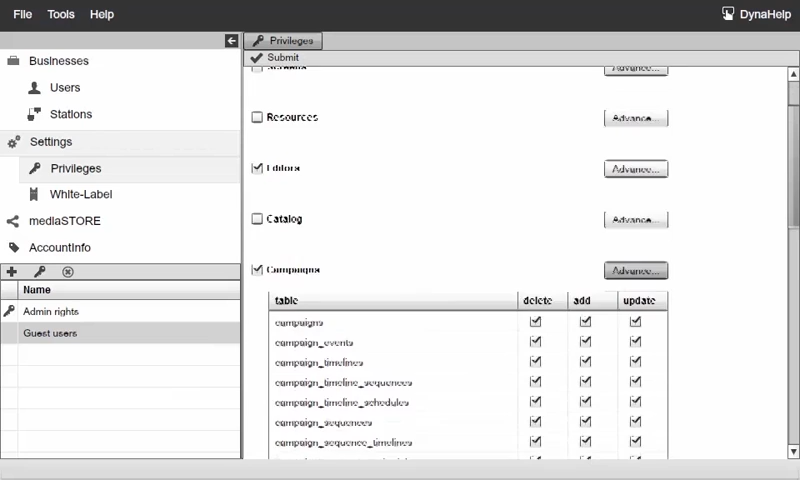 File Tools Help DynaHelp
Privileges
Submit
Businesses
Users
Stations
Settings
Privileges
White-Label
mediaSTORE
AccountInfo
Name
Admin rights
Guest users
Advance...
Resources Advance...
Editors Advance...
Catalog Advance...
Campaigns Advance...
table delete add update
campaigns
campaign_events
campaign_timelines
campaign_timeline_sequences
campaign_timeline_schedules
campaign_sequences
campaign_sequence_timelines